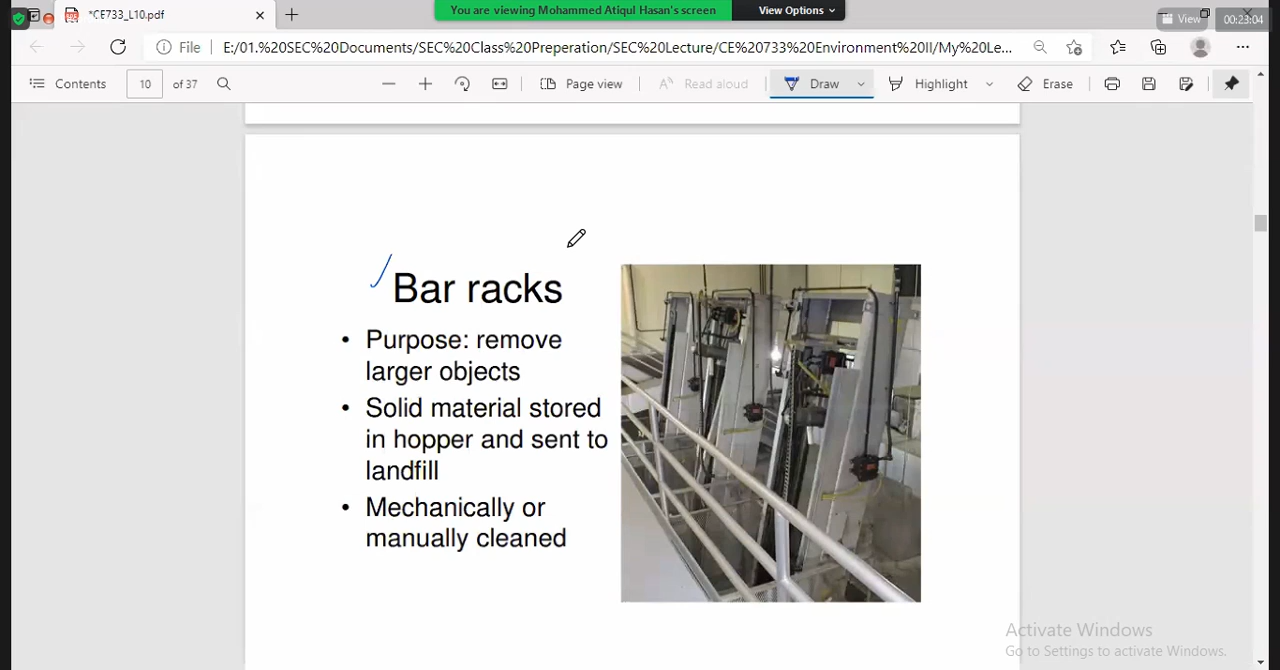 *CE733_L10.pdf
You are viewing Mohammed Atiqul Hasan's screen
View Options
View
00:23:04
File
E:/01.%20SEC%20Documents/SEC%20Class%20Preperation/SEC%20Lecture/CE%20733%20Environment%20II/My%20Le...
Contents
10
of 37
Page view
Read aloud
Draw
Highlight
Erase
Bar racks
• Purpose: remove
larger objects
• Solid material stored
in hopper and sent to
landfill
• Mechanically or
manually cleaned
Activate Windows
Go to Settings to activate Windows.